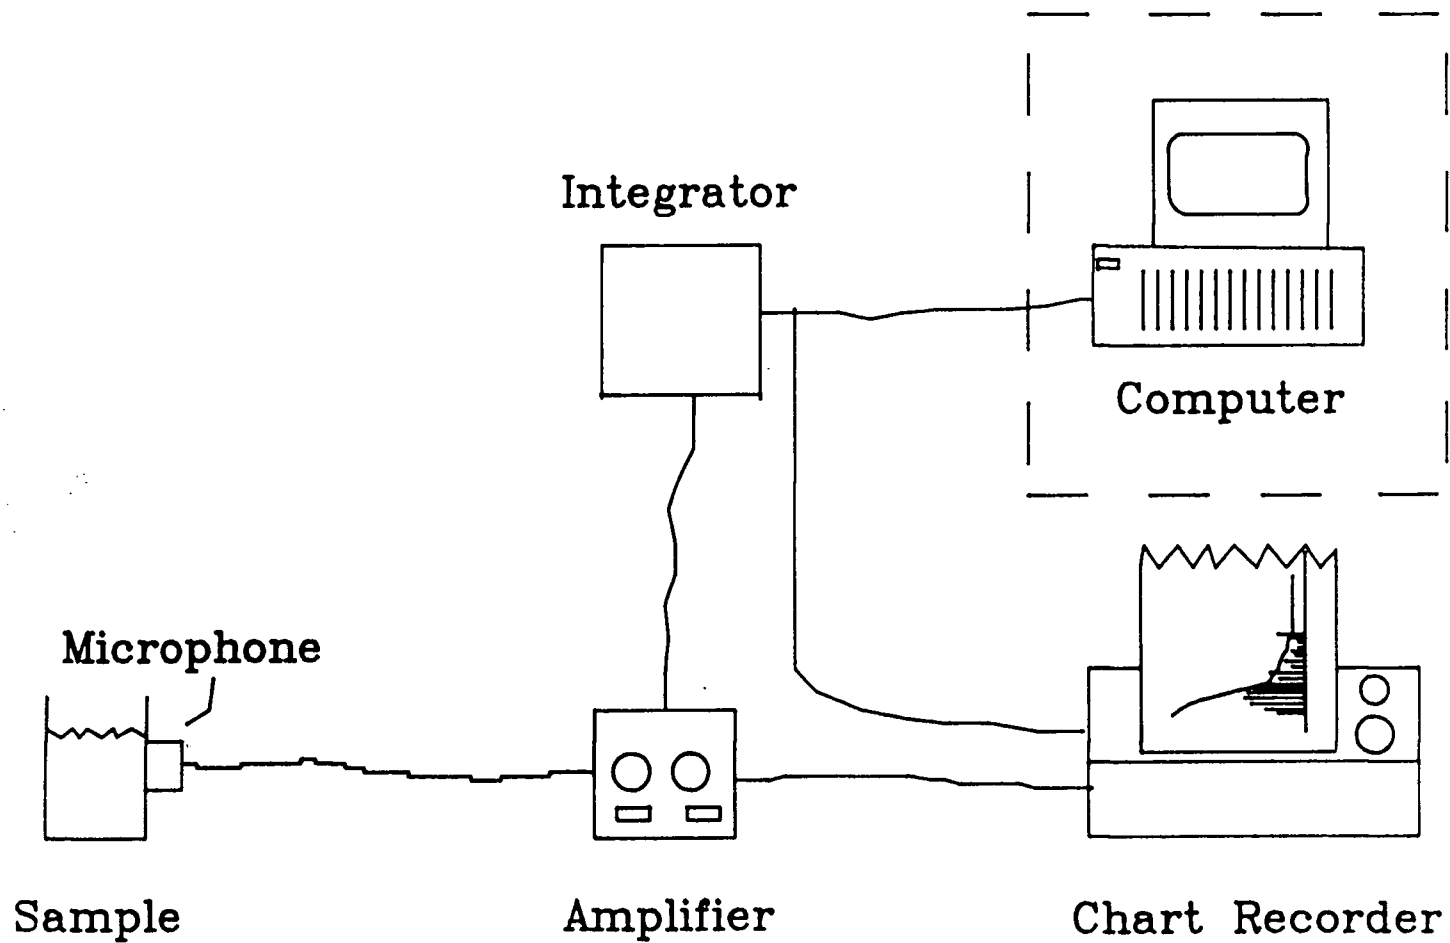 Integrator
Computer
Microphone
Sample
Amplifier
Chart Recorder